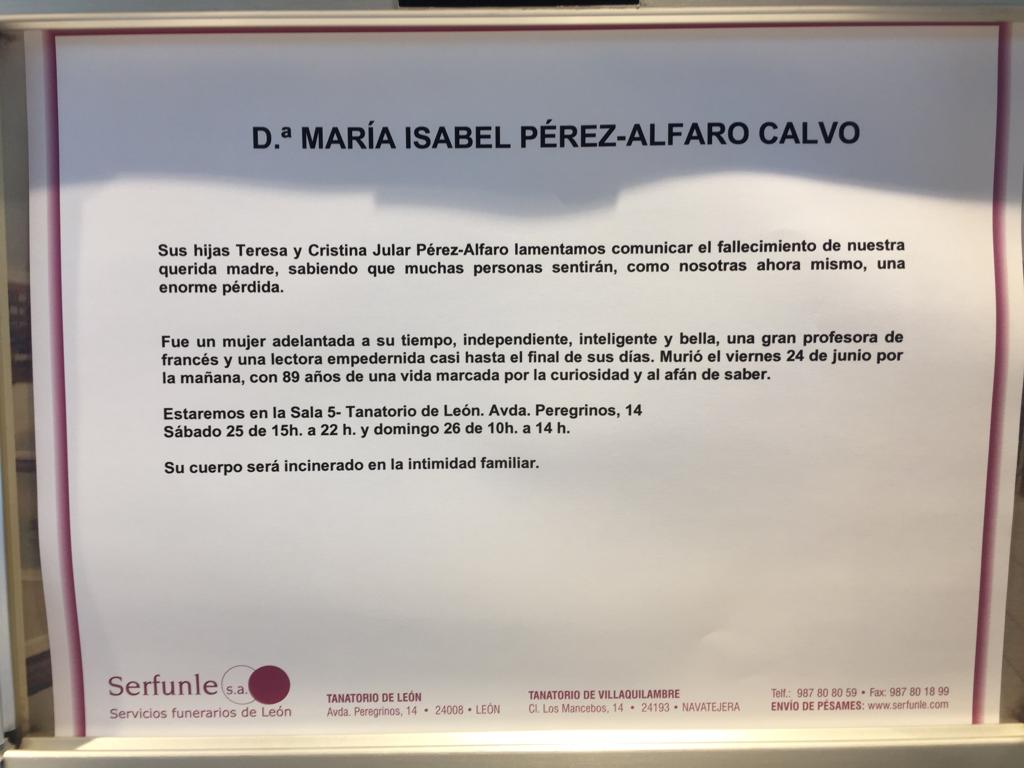 D.ª MARÍA ISABEL PÉREZ-ALFARO CALVO
Sus hijas Teresa y Cristina Jular Pérez-Alfaro lamentamos comunicar el fallecimiento de nuestra
querida madre, sabiendo que muchas personas sentirán, como nosotras ahora mismo, una
enorme pérdida.
Fue un mujer adelantada a su tiempo, independiente, inteligente y bella, una gran profesora de
francés y una lectora empedernida casi hasta el final de sus días. Murió el viernes 24 de junio por
la mañana, con 89 años de una vida marcada por la curiosidad y al afán de saber.
Estaremos en la Sala 5- Tanatorio de León. Avda. Peregrinos, 14
Sábado 25 de 15h. a 22 h. y domingo 26 de 10h. a 14 h.
Su cuerpo será incinerado en la intimidad familiar.
Serfunle s.a.
Servicios funerarios de León
TANATORIO DE LEÓN
Avda. Peregrinos, 14 • 24008 • LEÓN
TANATORIO DE VILLAQUILAMBRE
Cl. Los Mancebos, 14 • 24193 • NAVATEJERA
Telf.: 987 80 80 59 • Fax: 987 80 18 99
ENVÍO DE PÉSAMES: www.serfunle.com